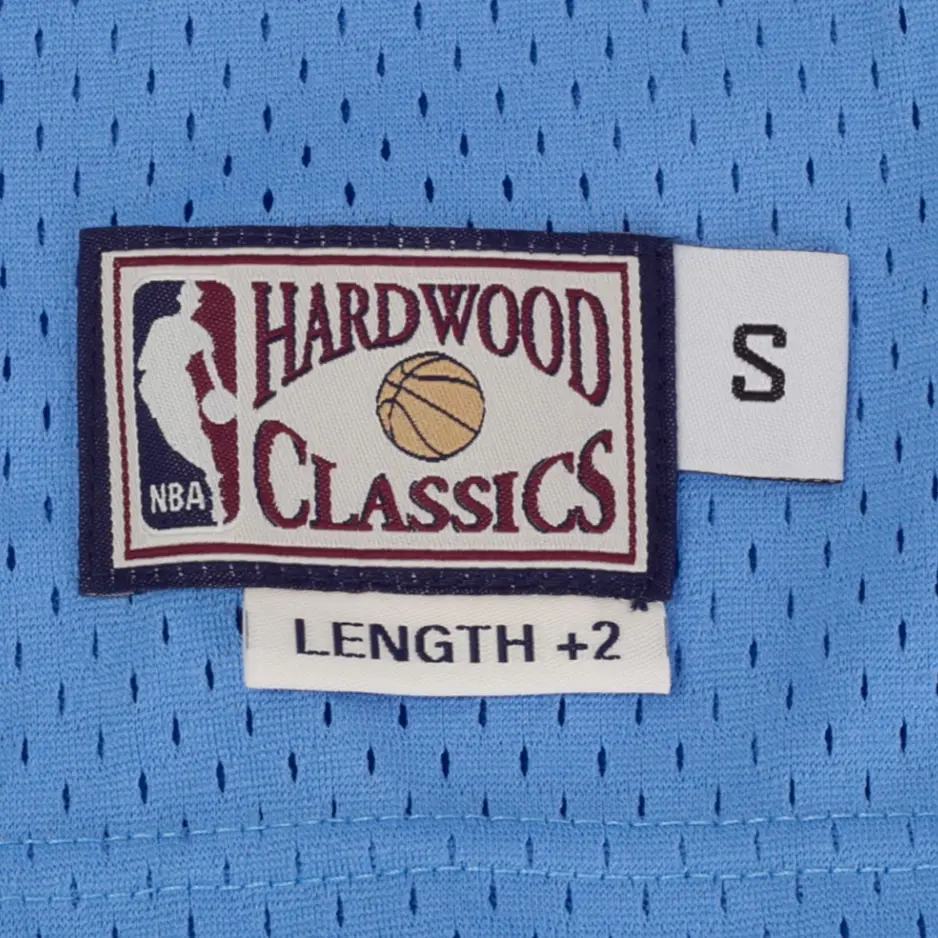 HARDWOOD
CLASSICS
NBA
S
LENGTH +2